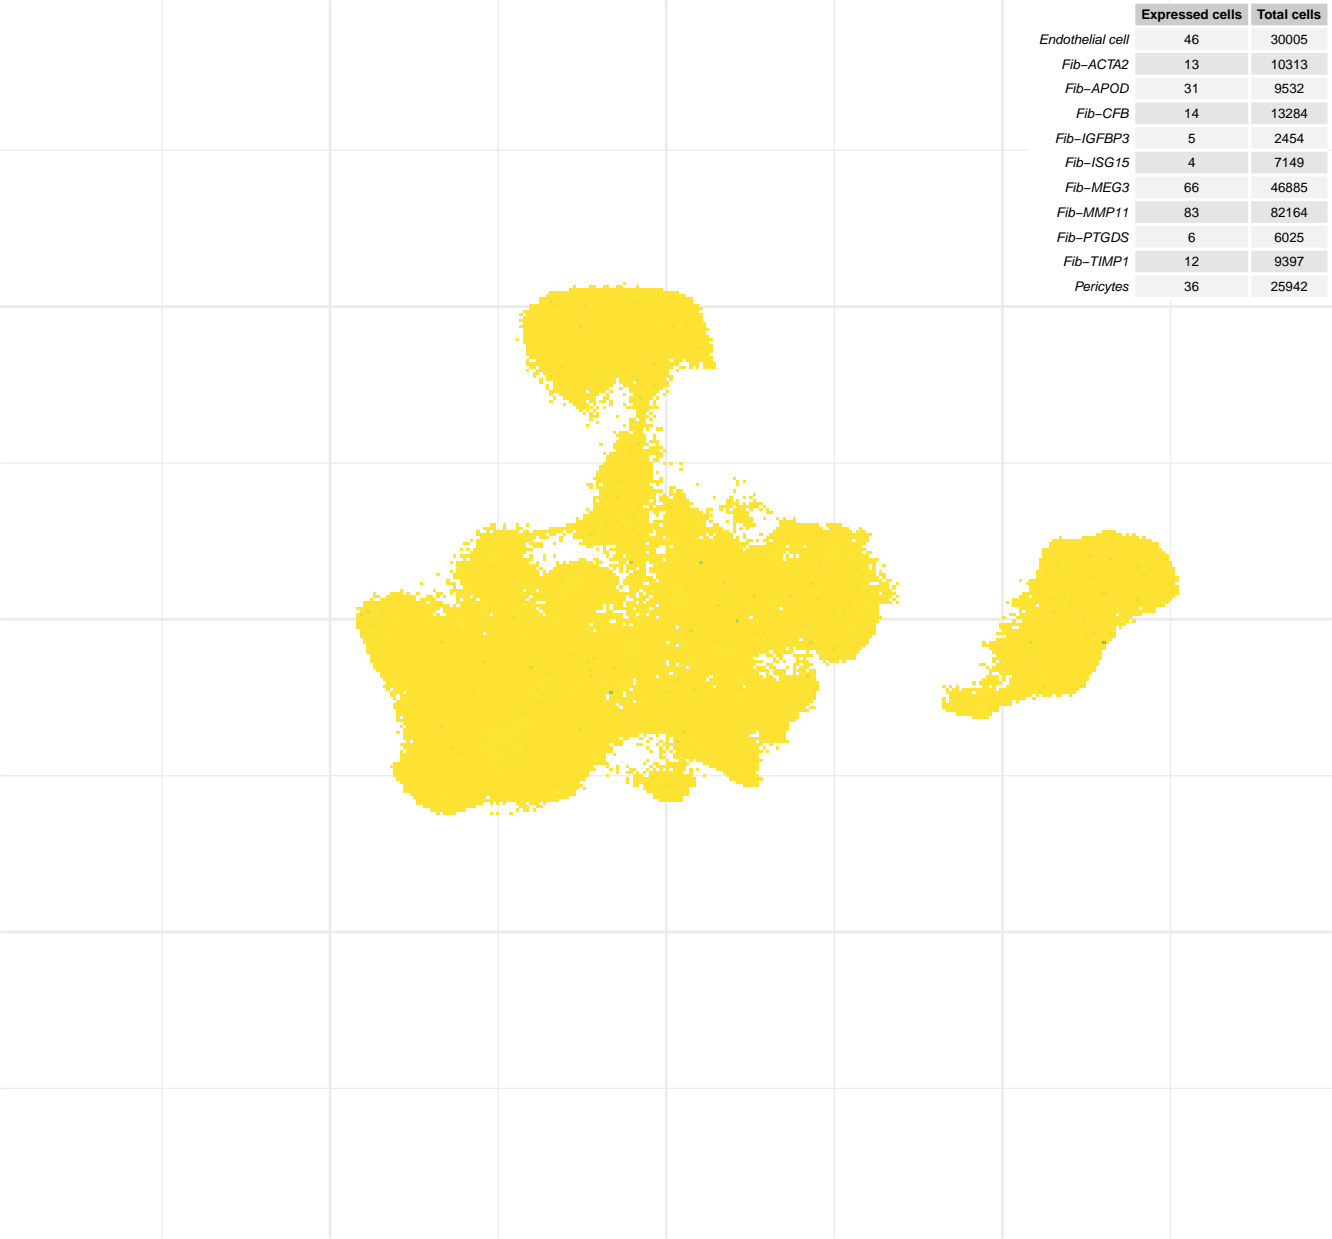 Expressed cells Total cells
Endothelial cell 46 30005
Fib−ACTA2 13 10313
Fib−APOD 31 9532
Fib−CFB 14 13284
Fib−IGFBP3 5 2454
Fib−ISG15 4 7149
Fib−MEG3 66 46885
Fib−MMP11 83 82164
Fib−PTGDS 6 6025
Fib−TIMP1 12 9397
Pericytes 36 25942